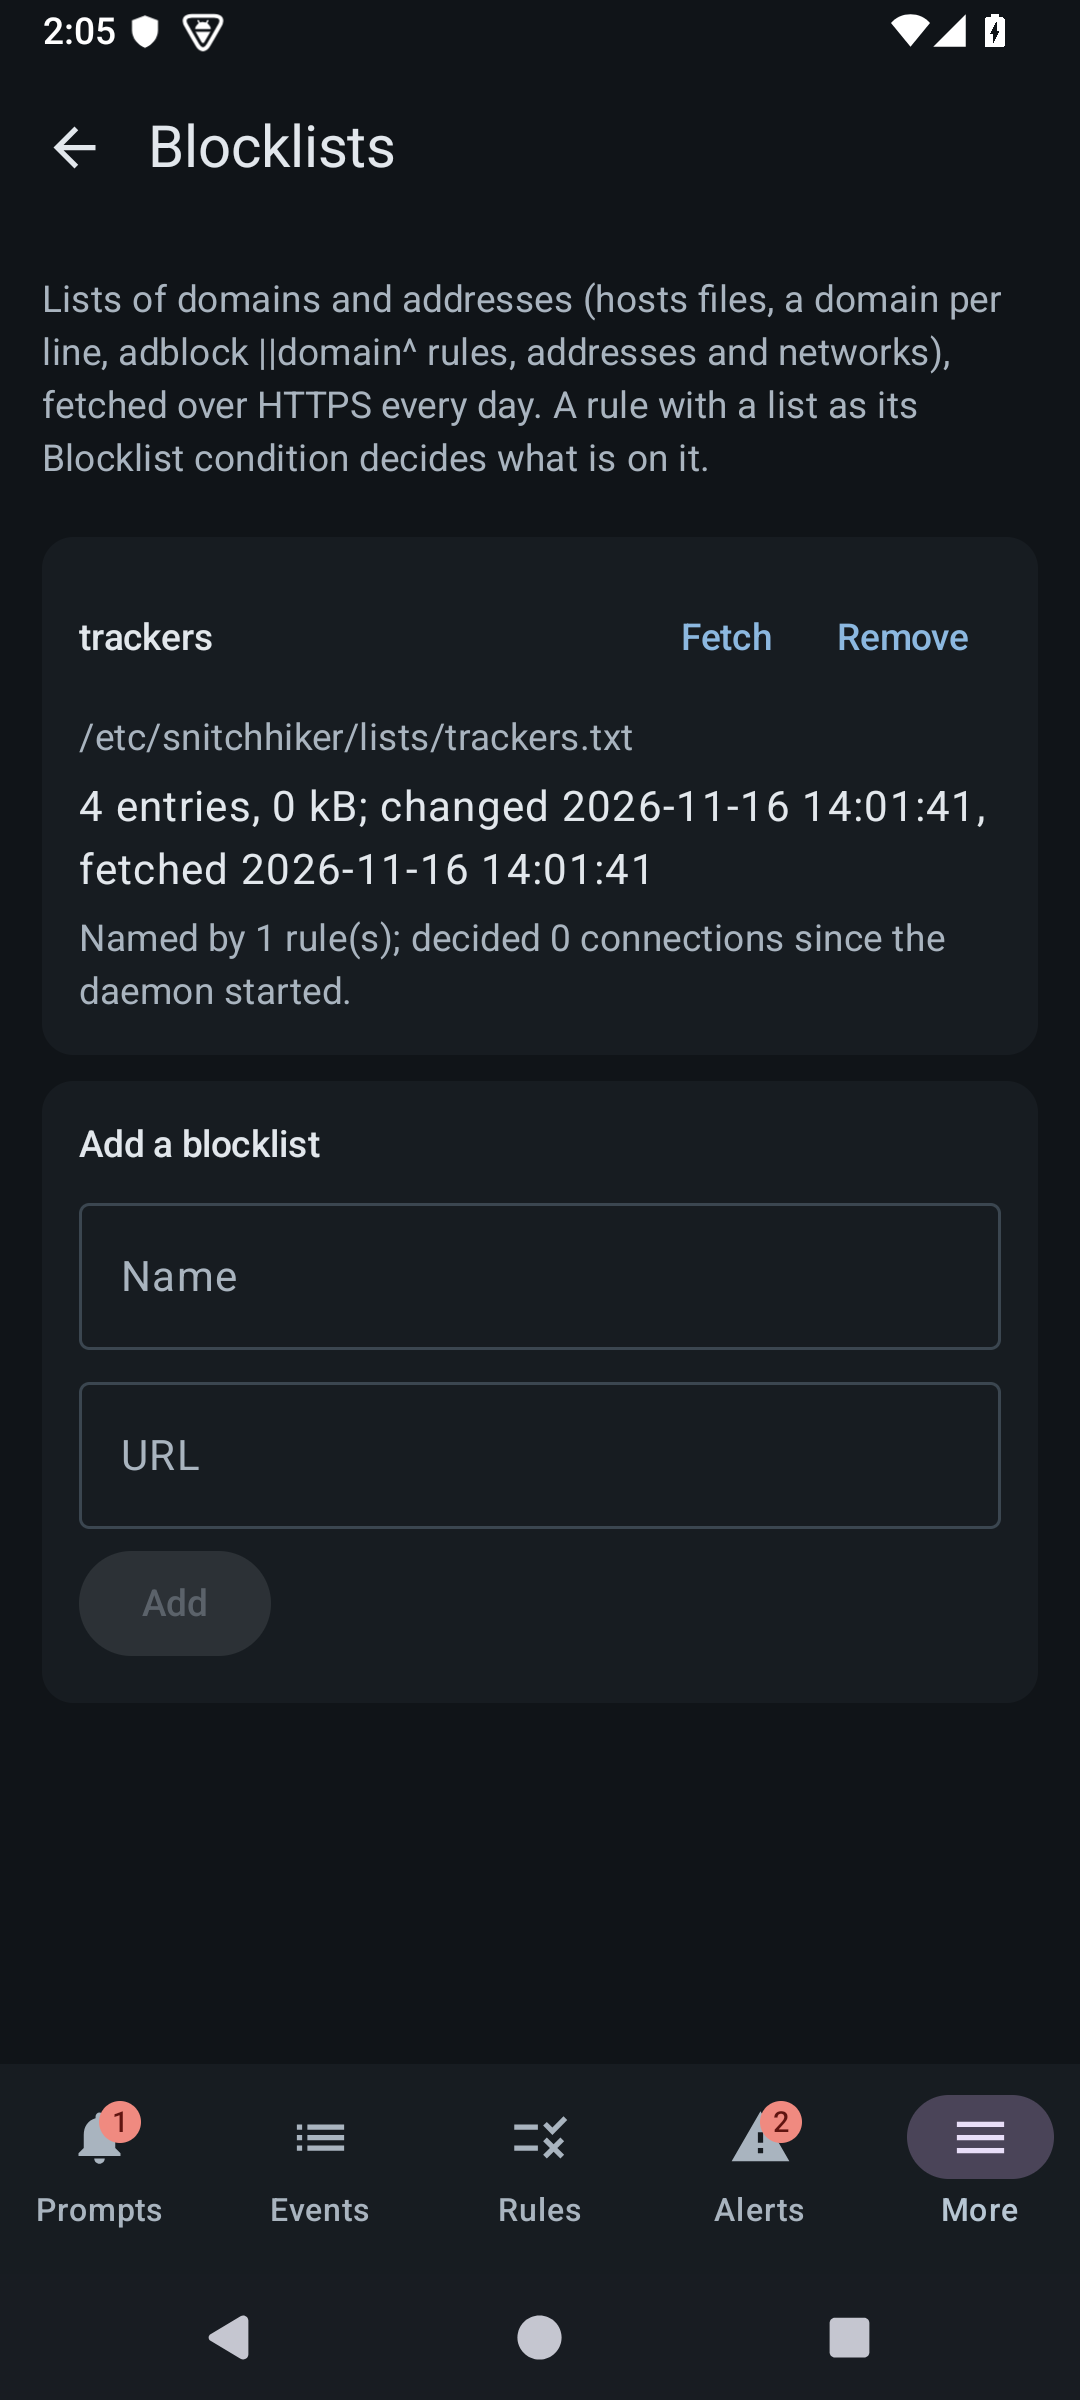 2:05
Blocklists
Lists of domains and addresses (hosts files, a domain per
line, adblock ||domain^ rules, addresses and networks),
fetched over HTTPS every day. A rule with a list as its
Blocklist condition decides what is on it.
trackers Fetch Remove
/etc/snitchhiker/lists/trackers.txt
4 entries, 0 kB; changed 2026-11-16 14:01:41,
fetched 2026-11-16 14:01:41
Named by 1 rule(s); decided 0 connections since the
daemon started.
Add a blocklist
Name
URL
Add
1 2
Prompts Events Rules Alerts More